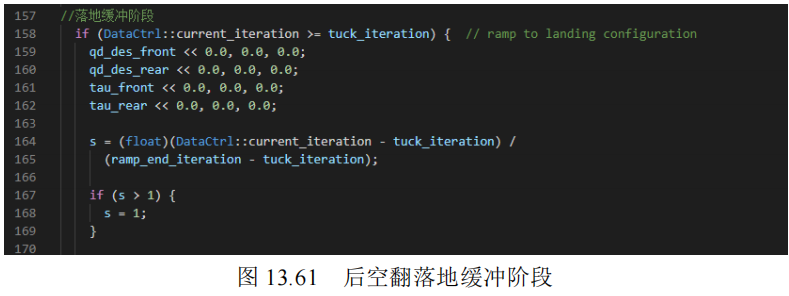 157 //落地缓冲阶段
158 if (DataCtrl::current_iteration >= tuck_iteration) { // ramp to landing configuration
159 qd_des_front << 0.0, 0.0, 0.0;
160 qd_des_rear << 0.0, 0.0, 0.0;
161 tau_front << 0.0, 0.0, 0.0;
162 tau_rear << 0.0, 0.0, 0.0;
163
164 s = (float)(DataCtrl::current_iteration - tuck_iteration) /
165 (ramp_end_iteration - tuck_iteration);
166
167 if (s > 1) {
168 s = 1;
169 }
170
图 13.61 后空翻落地缓冲阶段